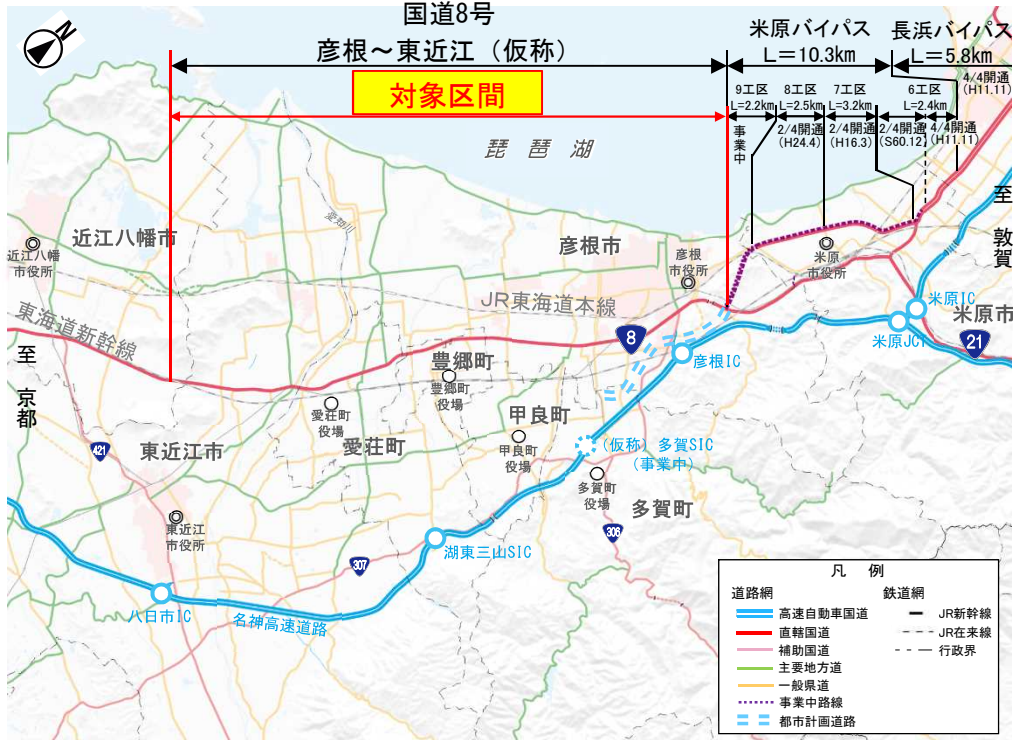 国道8号
彦根～東近江（仮称）
対象区間
米原バイパス
L＝10.3km
長浜バイパス
L＝5.8km
4/4開通
(H11.11)
9工区
L=2.2km
事業中
8工区
L=2.5km
2/4開通
(H24.4)
7工区
L=3.2km
2/4開通
(H16.3)
6工区
L=2.4km
2/4開通
(S60.12)
4/4開通
(H11.11)
N
琵琶湖
愛知川
近江八幡市
近江八幡
市役所
彦根市
彦根
市役所
米原
市役所
至 敦賀
JR東海道本線
東海道新幹線
米原IC
米原市
米原JCT
21
8
彦根IC
至 京都
豊郷町
豊郷町
役場
愛荘町
役場
愛荘町
甲良町
甲良町
役場
(仮称) 多賀SIC
(事業中)
多賀町
役場
多賀町
421
東近江市
東近江
市役所
306
307
湖東三山SIC
八日市IC
名神高速道路
凡 例
道路網
鉄道網
高速自動車国道
JR新幹線
直轄国道
JR在来線
補助国道
行政界
主要地方道
一般県道
事業中路線
都市計画道路